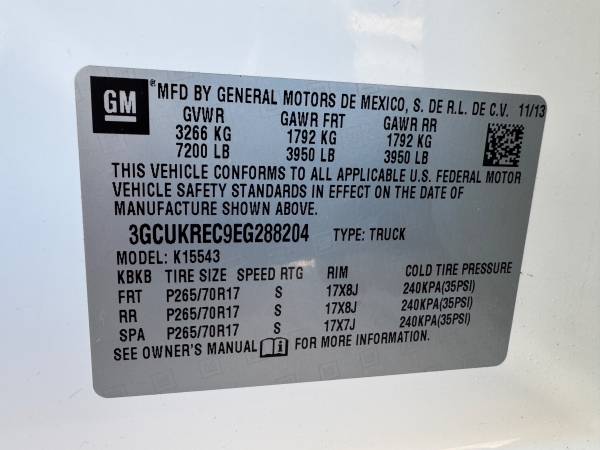 GM ® MFD BY GENERAL MOTORS DE MEXICO, S. DE R.L. DE C.V. 11/13
GVWR GAWR FRT GAWR RR
3266 KG 1792 KG 1792 KG
7200 LB 3950 LB 3950 LB
THIS VEHICLE CONFORMS TO ALL APPLICABLE U.S. FEDERAL MOTOR
VEHICLE SAFETY STANDARDS IN EFFECT ON THE DATE OF
MANUFACTURE SHOWN ABOVE.
3GCUKREC9EG288204 TYPE: TRUCK
MODEL: K15543
KBKB TIRE SIZE SPEED RTG RIM COLD TIRE PRESSURE
FRT P265/70R17 S 17X8J 240KPA(35PSI)
RR P265/70R17 S 17X8J 240KPA(35PSI)
SPA P265/70R17 S 17X7J 240KPA(35PSI)
SEE OWNER'S MANUAL FOR MORE INFORMATION.